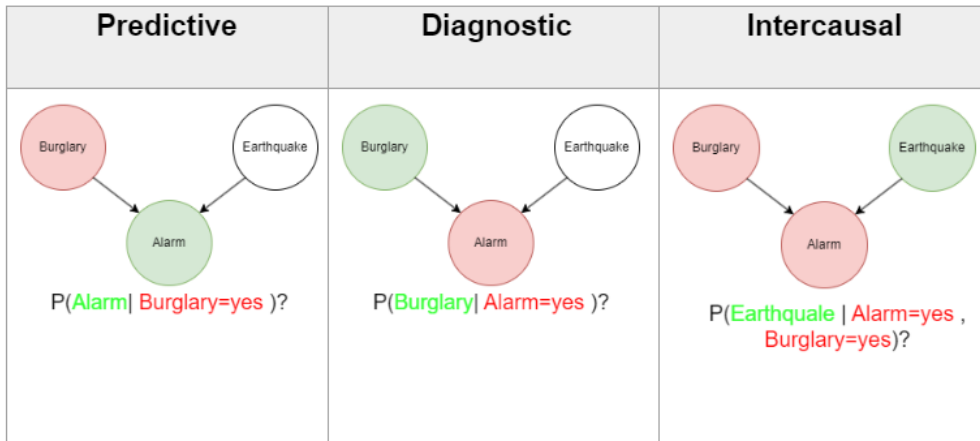 Predictive
Diagnostic
Intercausal
Burglary
Earthquake
Alarm
P(Alarm| Burglary=yes )?
Burglary
Earthquake
Alarm
P(Burglary| Alarm=yes )?
Burglary
Earthquake
Alarm
P(Earthquale | Alarm=yes ,
Burglary=yes)?